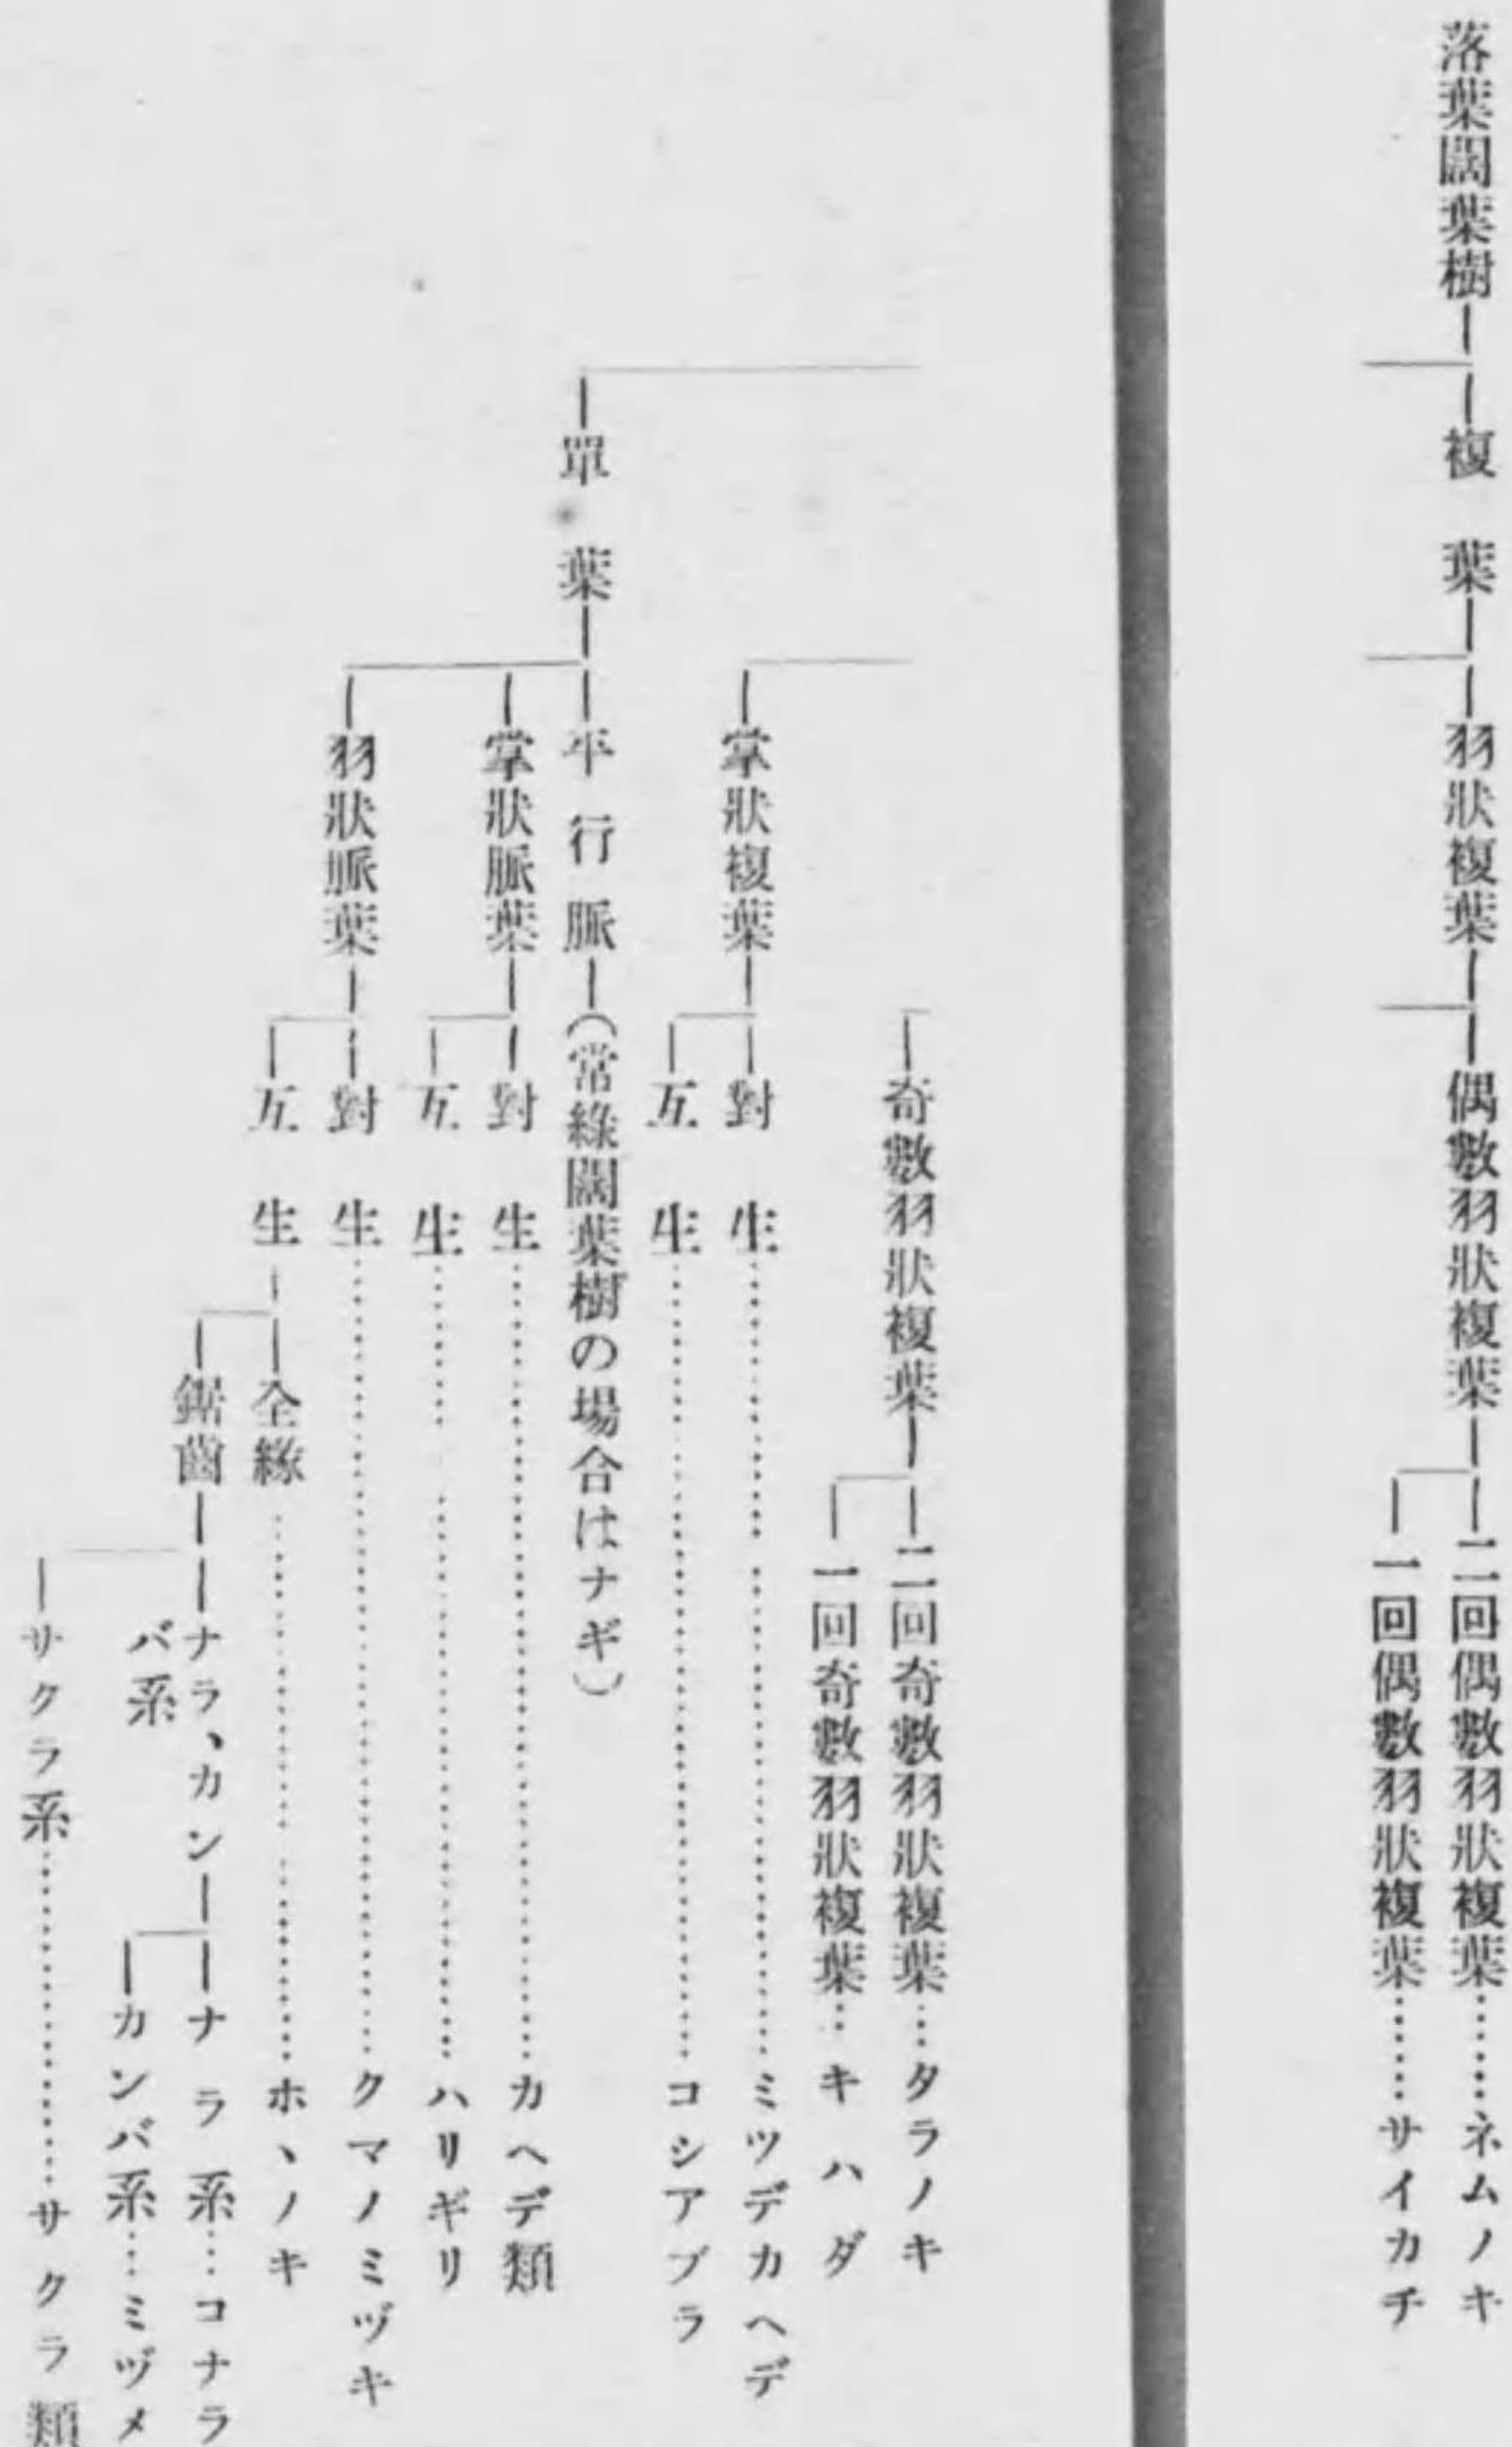 落葉闊葉樹
複葉
羽狀複葉
偶數羽狀複葉
二回偶數羽狀複葉……ネムノキ
一回偶數羽狀複葉……サイカチ
奇數羽狀複葉
二回奇數羽狀複葉…タラノキ
一回奇數羽狀複葉…キハダ
掌狀複葉
對生……ミツデカヘデ
互生……コシアブラ
單葉
平行脈
(常綠闊葉樹の場合はナギ)
掌狀脈葉
對生……カヘデ類
互生……ハリギリ
羽狀脈葉
對生……クマノミヅキ
互生
全緣……ホヽノキ
鋸齒
ナラ、カン
バ系
ナラ系…コナラ
カンバ系…ミヅメ
サクラ系……サクラ類